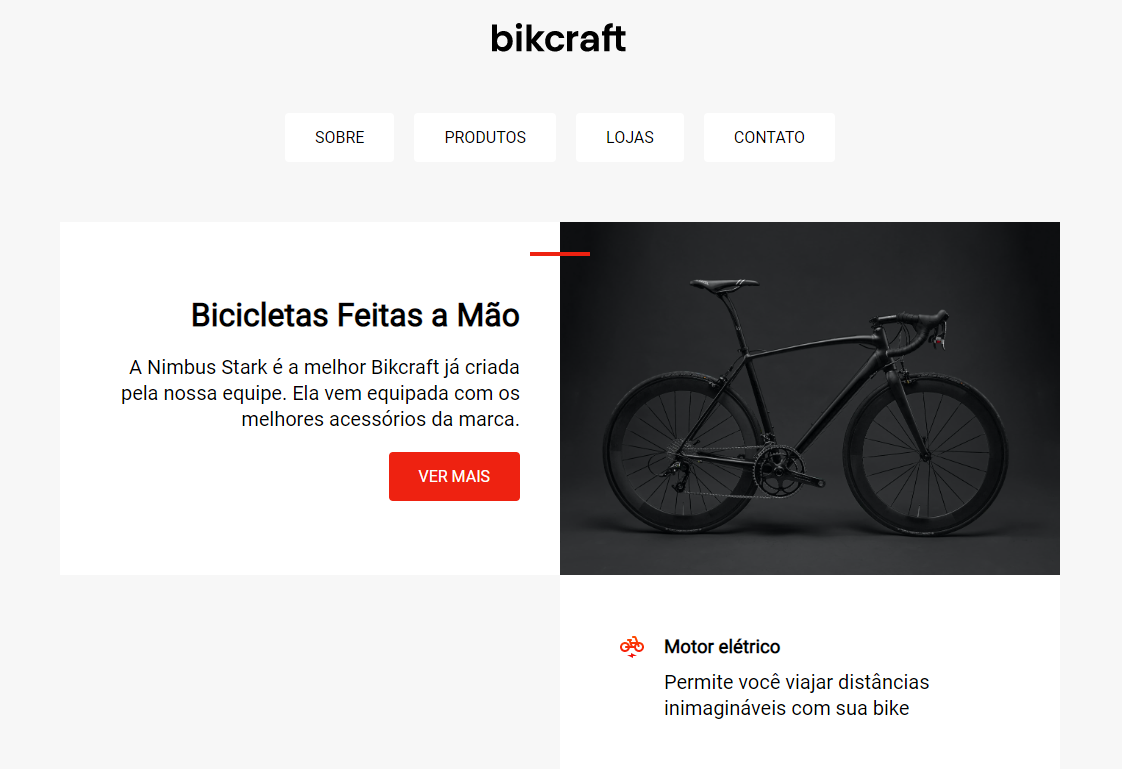 bikcraft
SOBRE
PRODUTOS
LOJAS
CONTATO
Bicicletas Feitas a Mão
A Nimbus Stark é a melhor Bikcraft já criada
pela nossa equipe. Ela vem equipada com os
melhores acessórios da marca.
VER MAIS
Motor elétrico
Permite você viajar distâncias
inimagináveis com sua bike